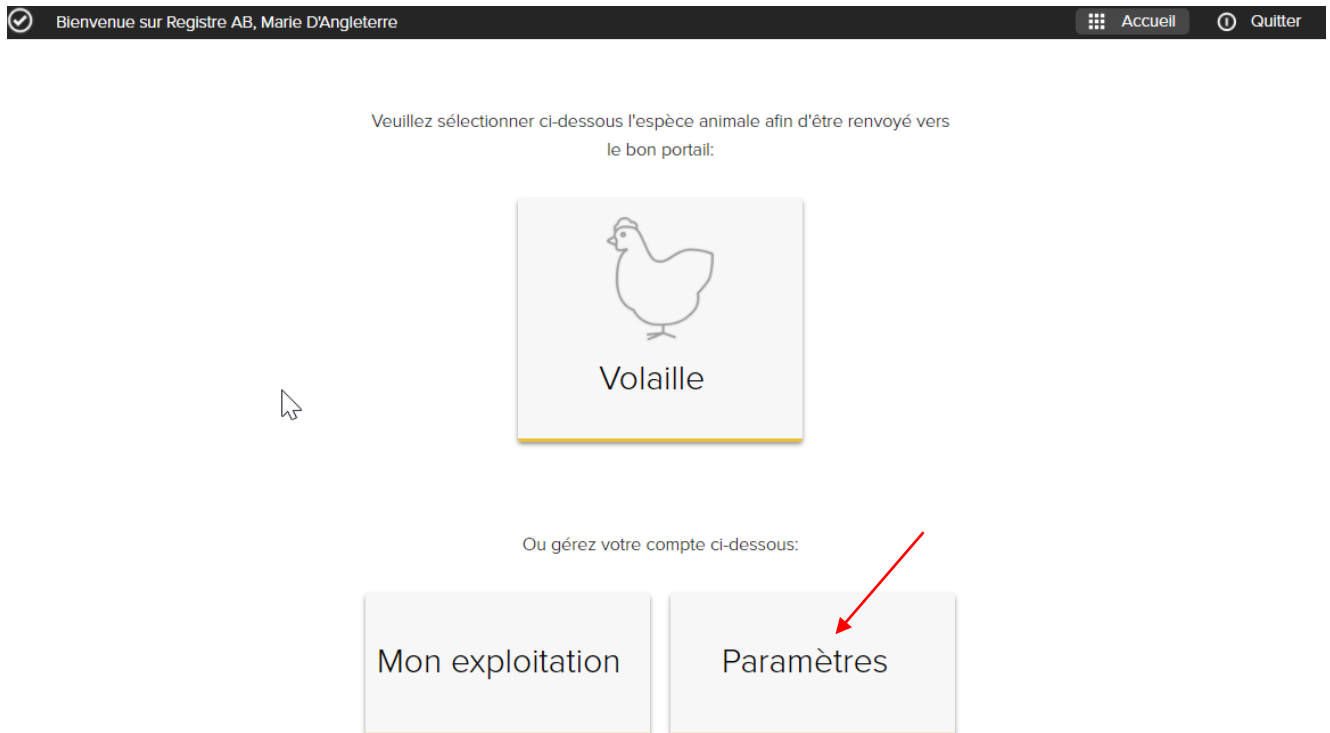 Bienvenue sur Registre AB, Marie D'Angleterre
Accueil
Quitter
Veuillez sélectionner ci-dessous l'espèce animale afin d'être renvoyé vers
le bon portail:
Volaille
Ou gérez votre compte ci-dessous:
Mon exploitation
Paramètres